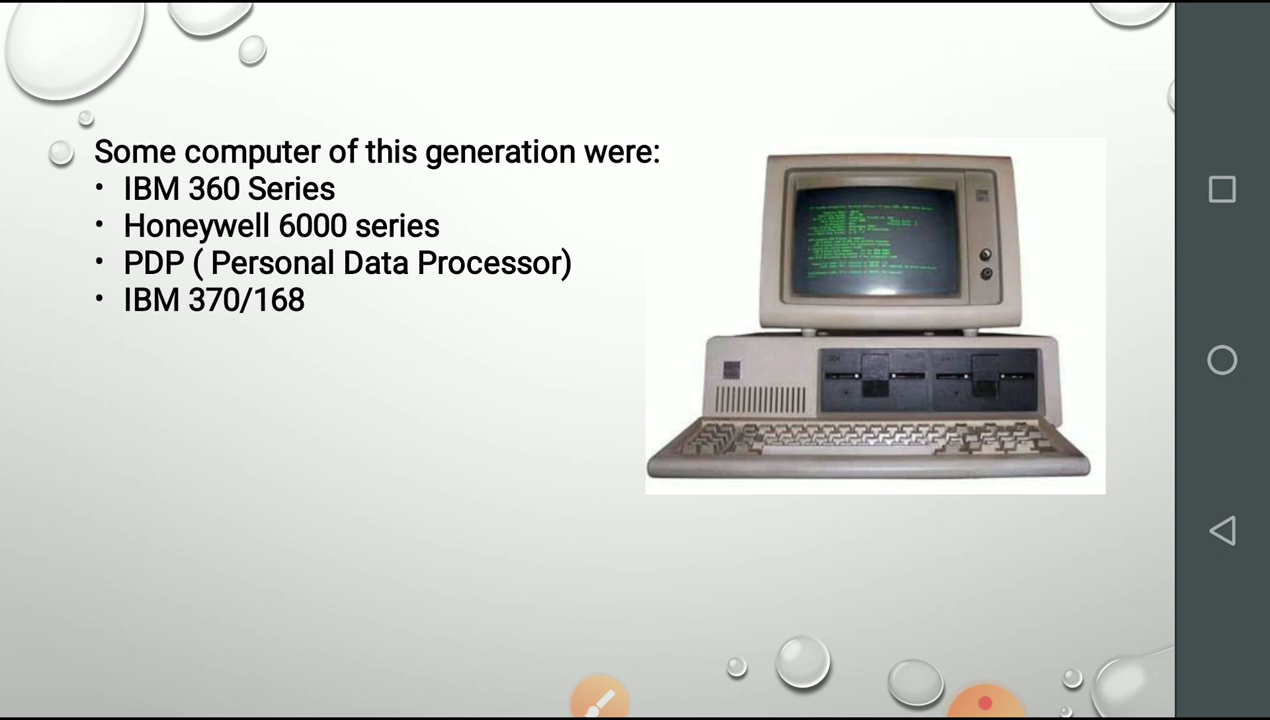 Some computer of this generation were:
• IBM 360 Series
• Honeywell 6000 series
• PDP ( Personal Data Processor)
• IBM 370/168